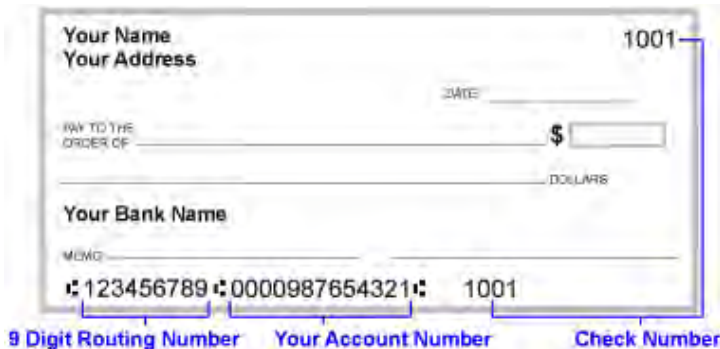 Your Name 1001
Your Address
DATE
PAY TO THE
ORDER OF $
DOLLARS
Your Bank Name
MEMO
⑆123456789⑆0000987654321⑆ 1001
9 Digit Routing Number Your Account Number Check Number